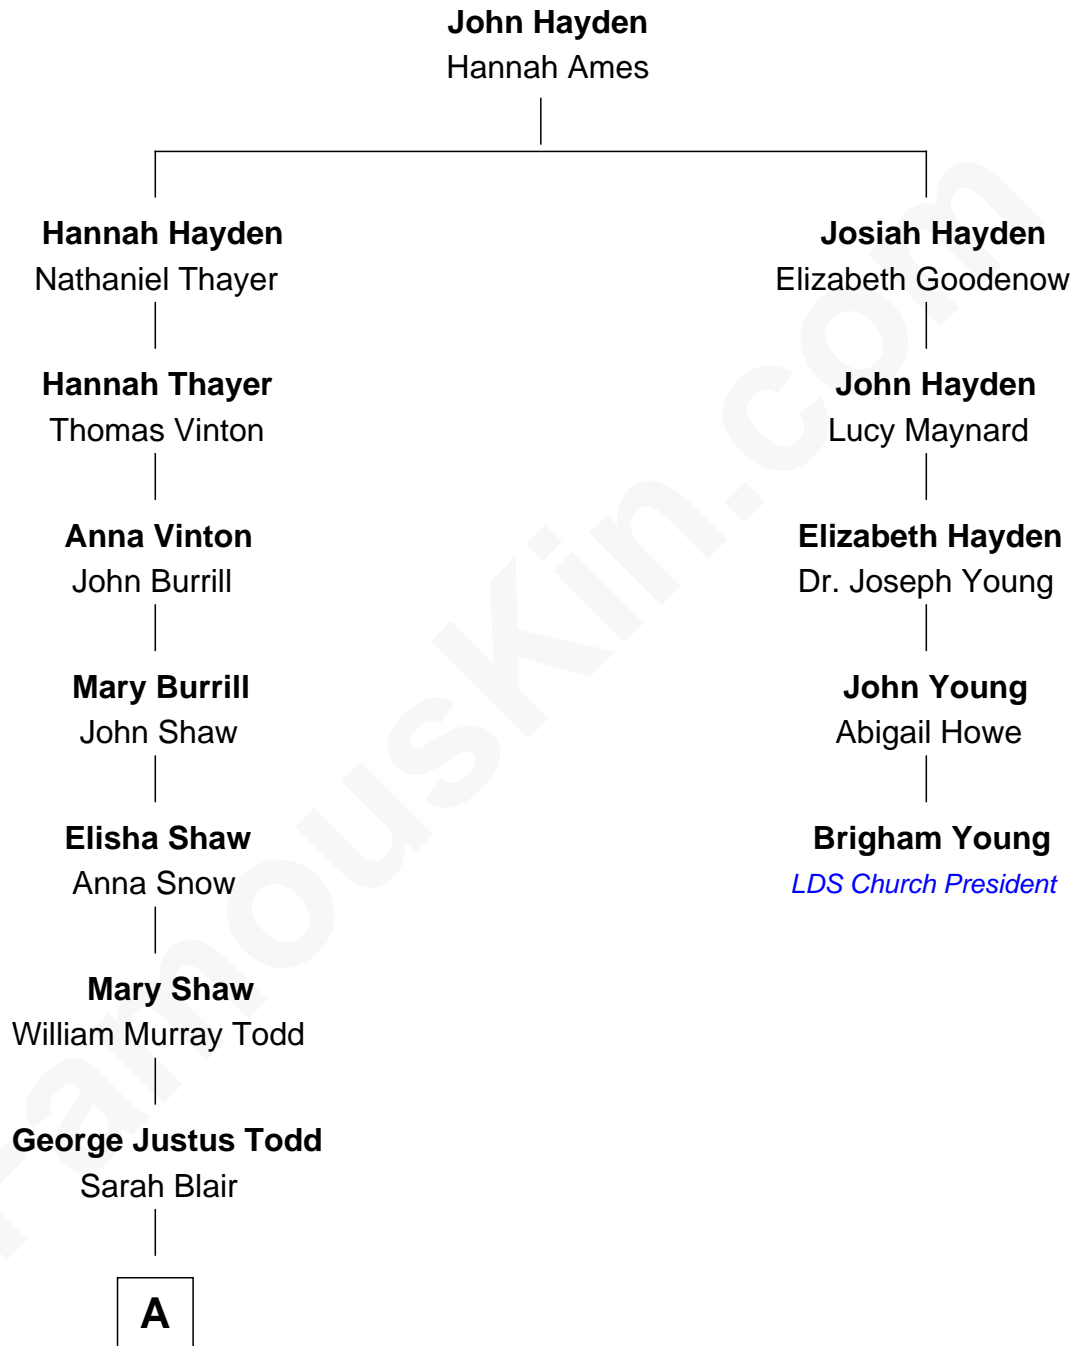 John Hayden
Hannah Ames
Hannah Hayden
Nathaniel Thayer
Josiah Hayden
Elizabeth Goodenow
Hannah Thayer
Thomas Vinton
John Hayden
Lucy Maynard
Anna Vinton
John Burrill
Elizabeth Hayden
Dr. Joseph Young
Mary Burrill
John Shaw
John Young
Abigail Howe
Elisha Shaw
Anna Snow
Brigham Young
LDS Church President
Mary Shaw
William Murray Todd
George Justus Todd
Sarah Blair
A
FamousKin.com